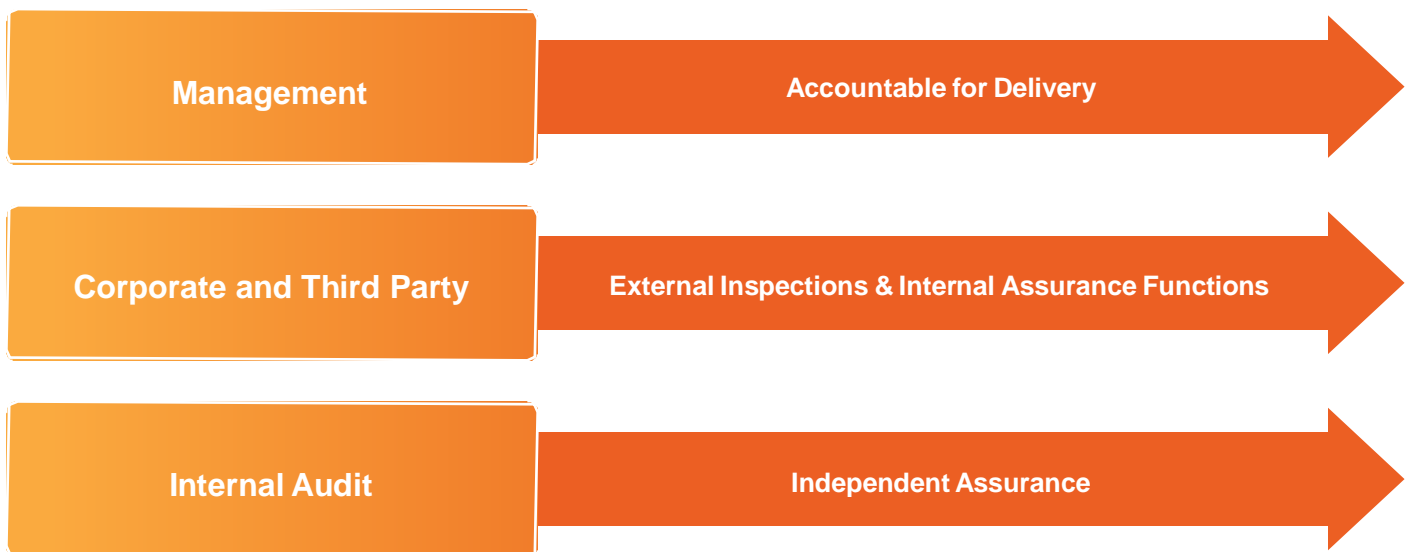 Management
Accountable for Delivery
Corporate and Third Party
External Inspections & Internal Assurance Functions
Internal Audit
Independent Assurance